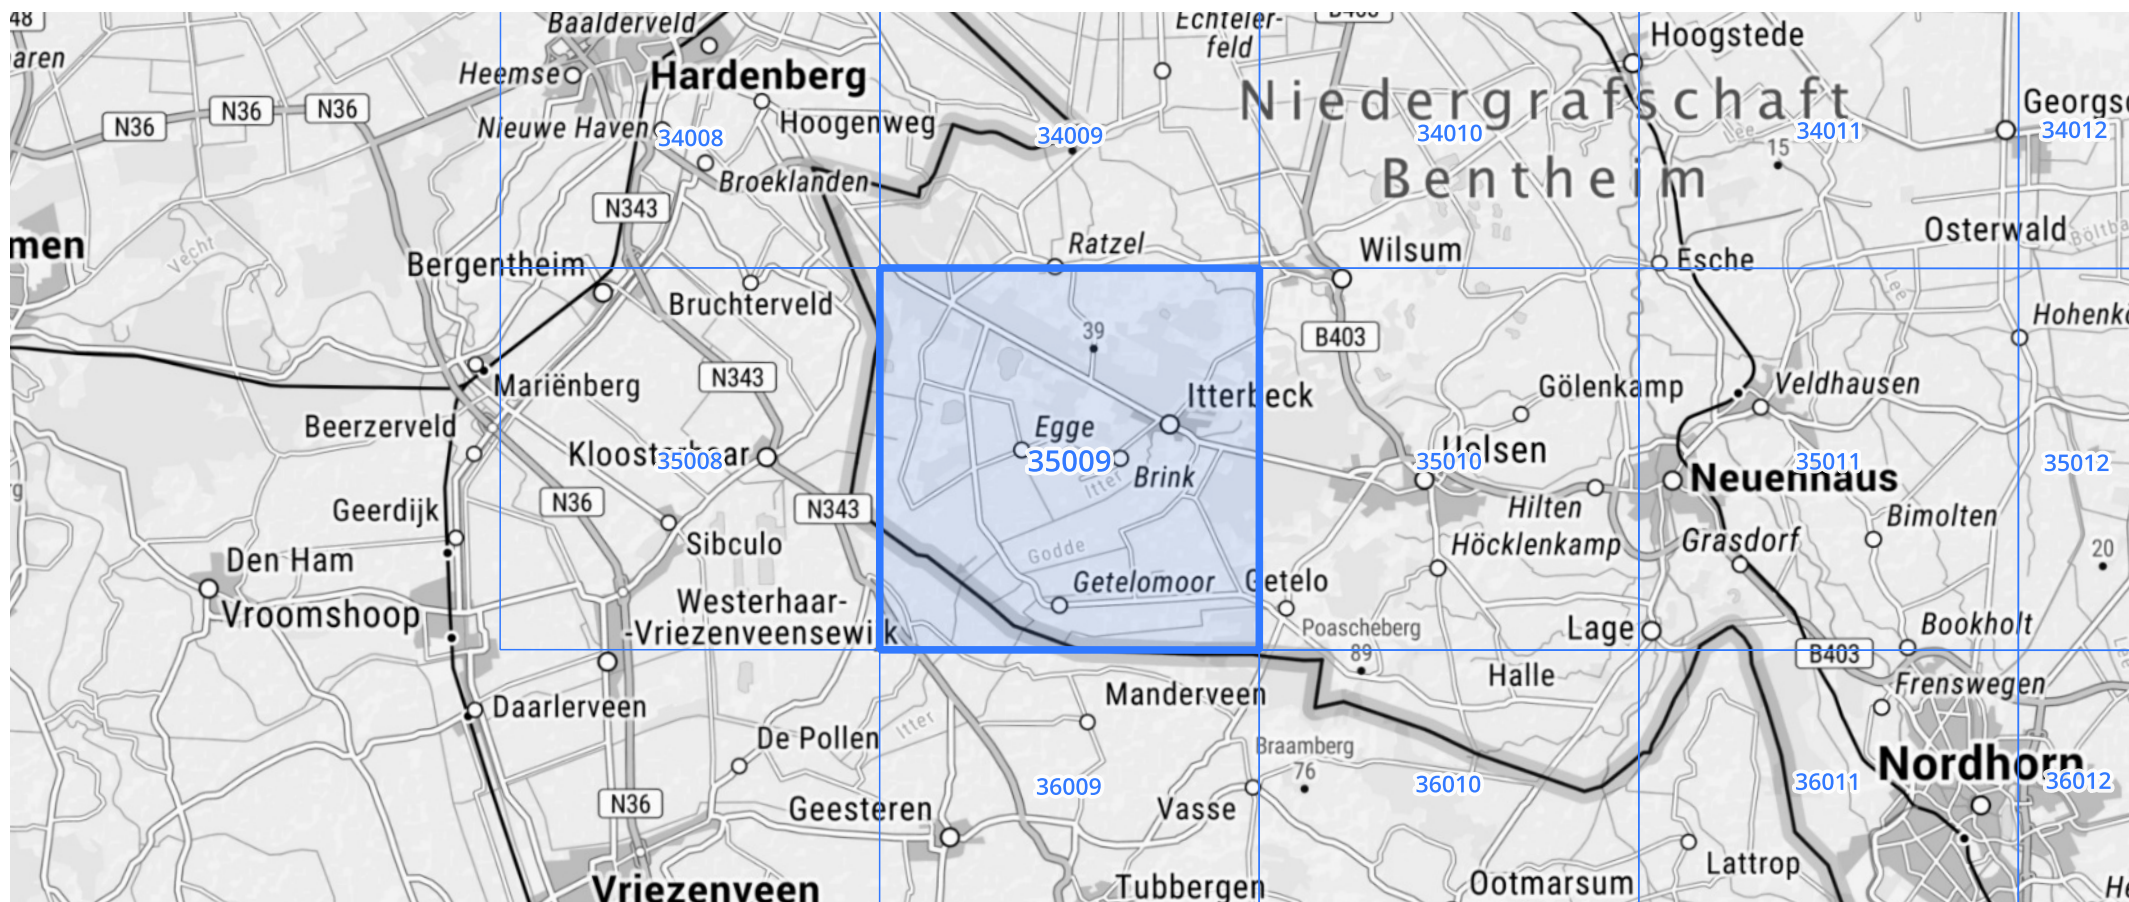 48
Baalderveld
Echteler-
feld
B403
Hoogstede
aren
Heemse
Hardenberg
Niedergrafschaft
Bentheim
N36
N36
N36
Nieuwe Haven
Hoogenweg
34008
34009
34010
34011
34012
Georgs
Lee
15
Broeklanden
N343
men
Vecht
Bergentheim
Ratzel
Wilsum
Esche
Osterwald
Bruchterveld
Lee
Hohenk
39
B403
N343
Mariënberg
Itterbeck
Gölenkamp
Veldhausen
Beerzerveld
Egge
Kloosterhaar
35008
35009
35010
35011
35012
Uelsen
Itter
Brink
Neuenhaus
N36
N343
Hilten
Bimolten
Geerdijk
Sibculo
Höcklenkamp
Grasdorf
Godde
20
Den Ham
Getelomoor
Getelo
Vroomshoop
Westerhaar-
-Vriezenveensewijk
Poascheberg
89
Lage
Bookholt
B403
Halle
Frenswegen
Daarlerveen
Manderveen
De Pollen
Itter
Braamberg
76
Nordhorn
36009
36010
36011
36012
N36
Geesteren
Vasse
Vriezenveen
Tubbergen
Ootmarsum
Lattrop